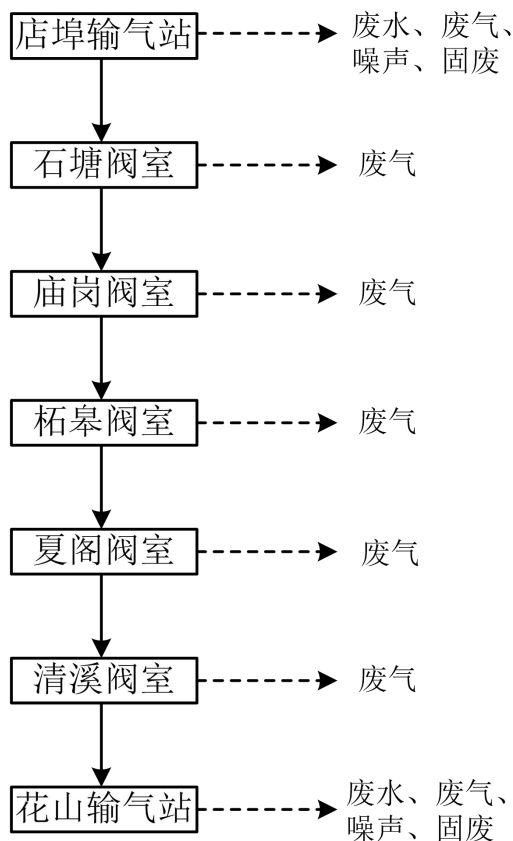 店埠输气站
废水、废气、
噪声、固废
石塘阀室
废气
庙岗阀室
废气
柘皋阀室
废气
夏阁阀室
废气
清溪阀室
废气
花山输气站
废水、废气、
噪声、固废